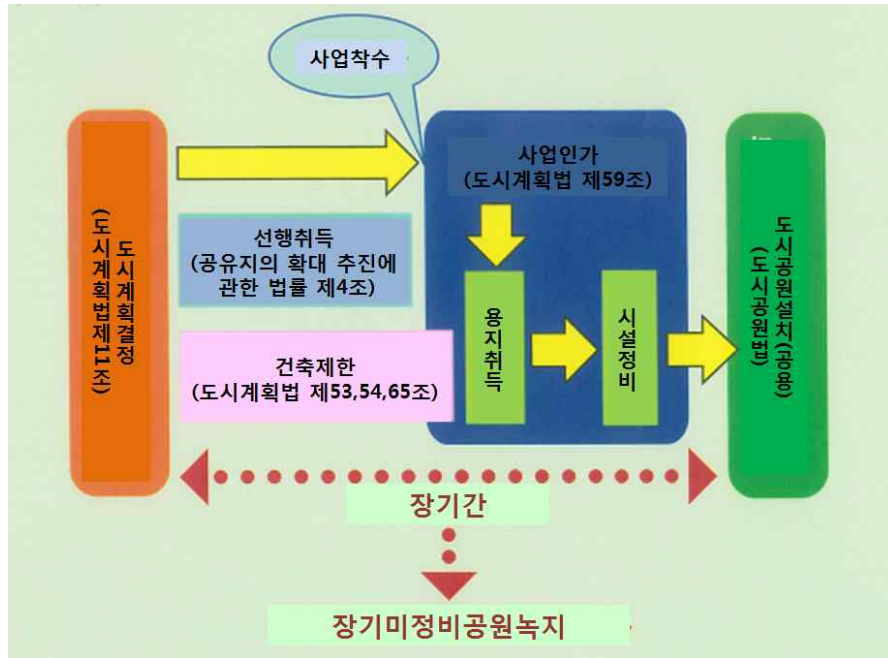 사업착수
도시계획결정
(도시계획법제11조)
사업인가
(도시계획법 제59조)
선행취득
(공유지의 확대 추진에
관한 법률 제4조)
건축제한
(도시계획법 제53,54,65조)
용지취득
시설정비
도시공원설치(공용)
(도시공원법)
장기간
장기미정비공원녹지